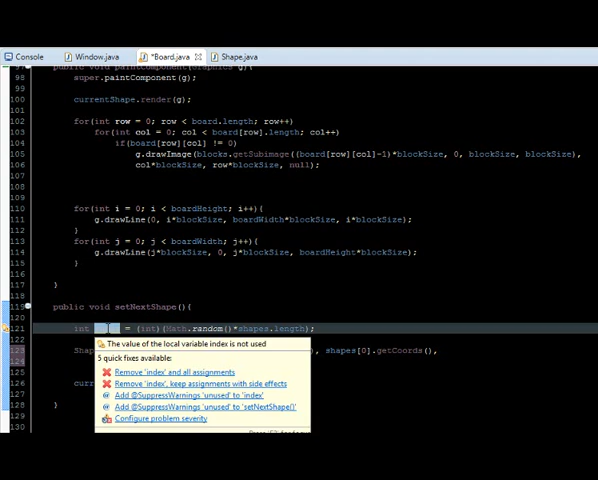 Console Window.java *Board.java Shape.java
97 public void paintComponent(Graphics g){
98 super.paintComponent(g);
99
100 currentShape.render(g);
101
102 for(int row = 0; row < board.length; row++)
103 for(int col = 0; col < board[row].length; col++)
104 if(board[row][col] != 0)
105 g.drawImage(blocks.getSubimage((board[row][col]-1)*blockSize, 0, blockSize, blockSize),
106 col*blockSize, row*blockSize, null);
107
108
109
110 for(int i = 0; i < boardHeight; i++){
111 g.drawLine(0, i*blockSize, boardWidth*blockSize, i*blockSize);
112 }
113 for(int j = 0; j < boardWidth; j++){
114 g.drawLine(j*blockSize, 0, j*blockSize, boardHeight*blockSize);
115 }
116
117 }
118
119 public void setNextShape(){
120
121 int = (int)(Math.random()*shapes.length);
122
The value of the local variable index is not used
123 Shap ), shapes[0].getCoords(),
5 quick fixes available:
124
Remove 'index' and all assignments
125
126 cur Remove 'index', keep assignments with side effects
127 Add @SuppressWarnings 'unused' to 'index'
128 } Add @SuppressWarnings 'unused' to 'setNextShape()'
129 Configure problem severity
130